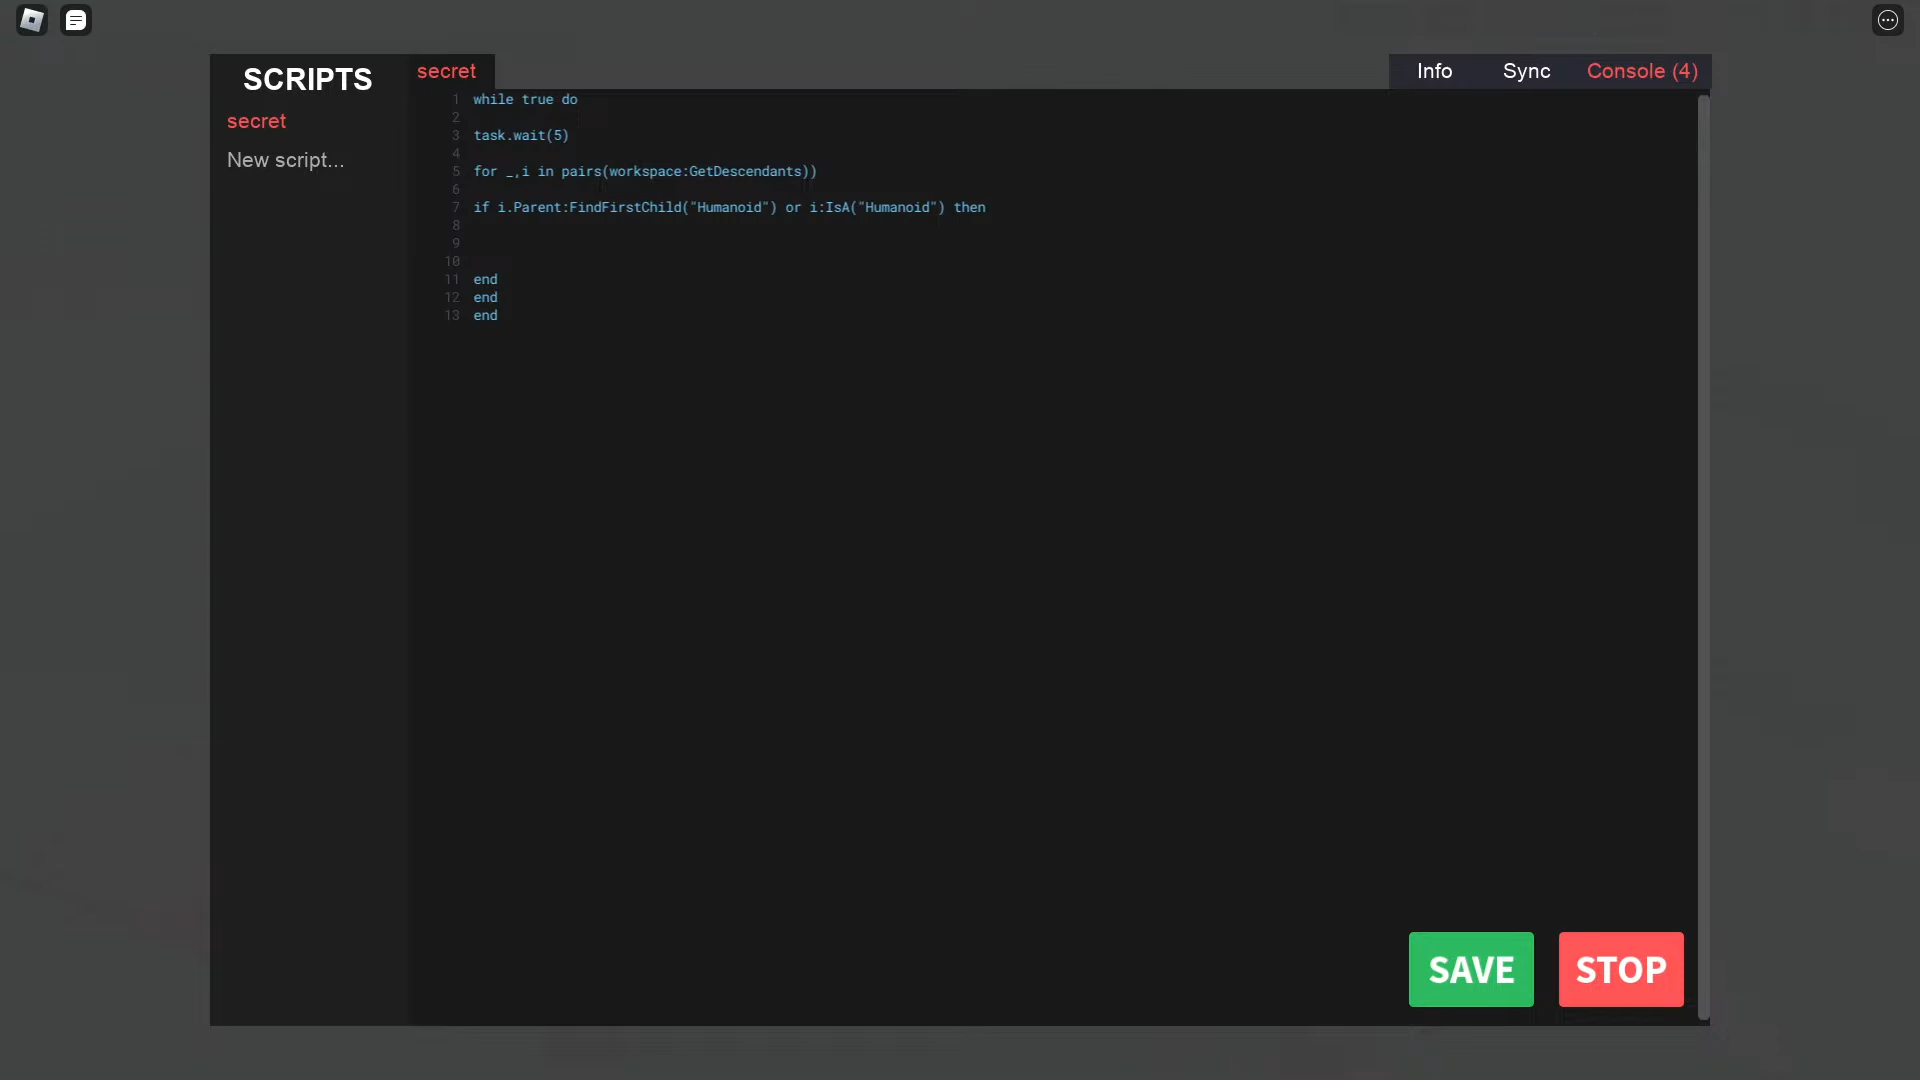 SCRIPTS
secret
New script...
secret
Info
Sync
Console (4)
1 while true do
2
3 task.wait(5)
4
5 for _,i in pairs(workspace:GetDescendants))
6
7 if i.Parent:FindFirstChild("Humanoid") or i:IsA("Humanoid") then
8
9
10
11 end
12 end
13 end
SAVE
STOP